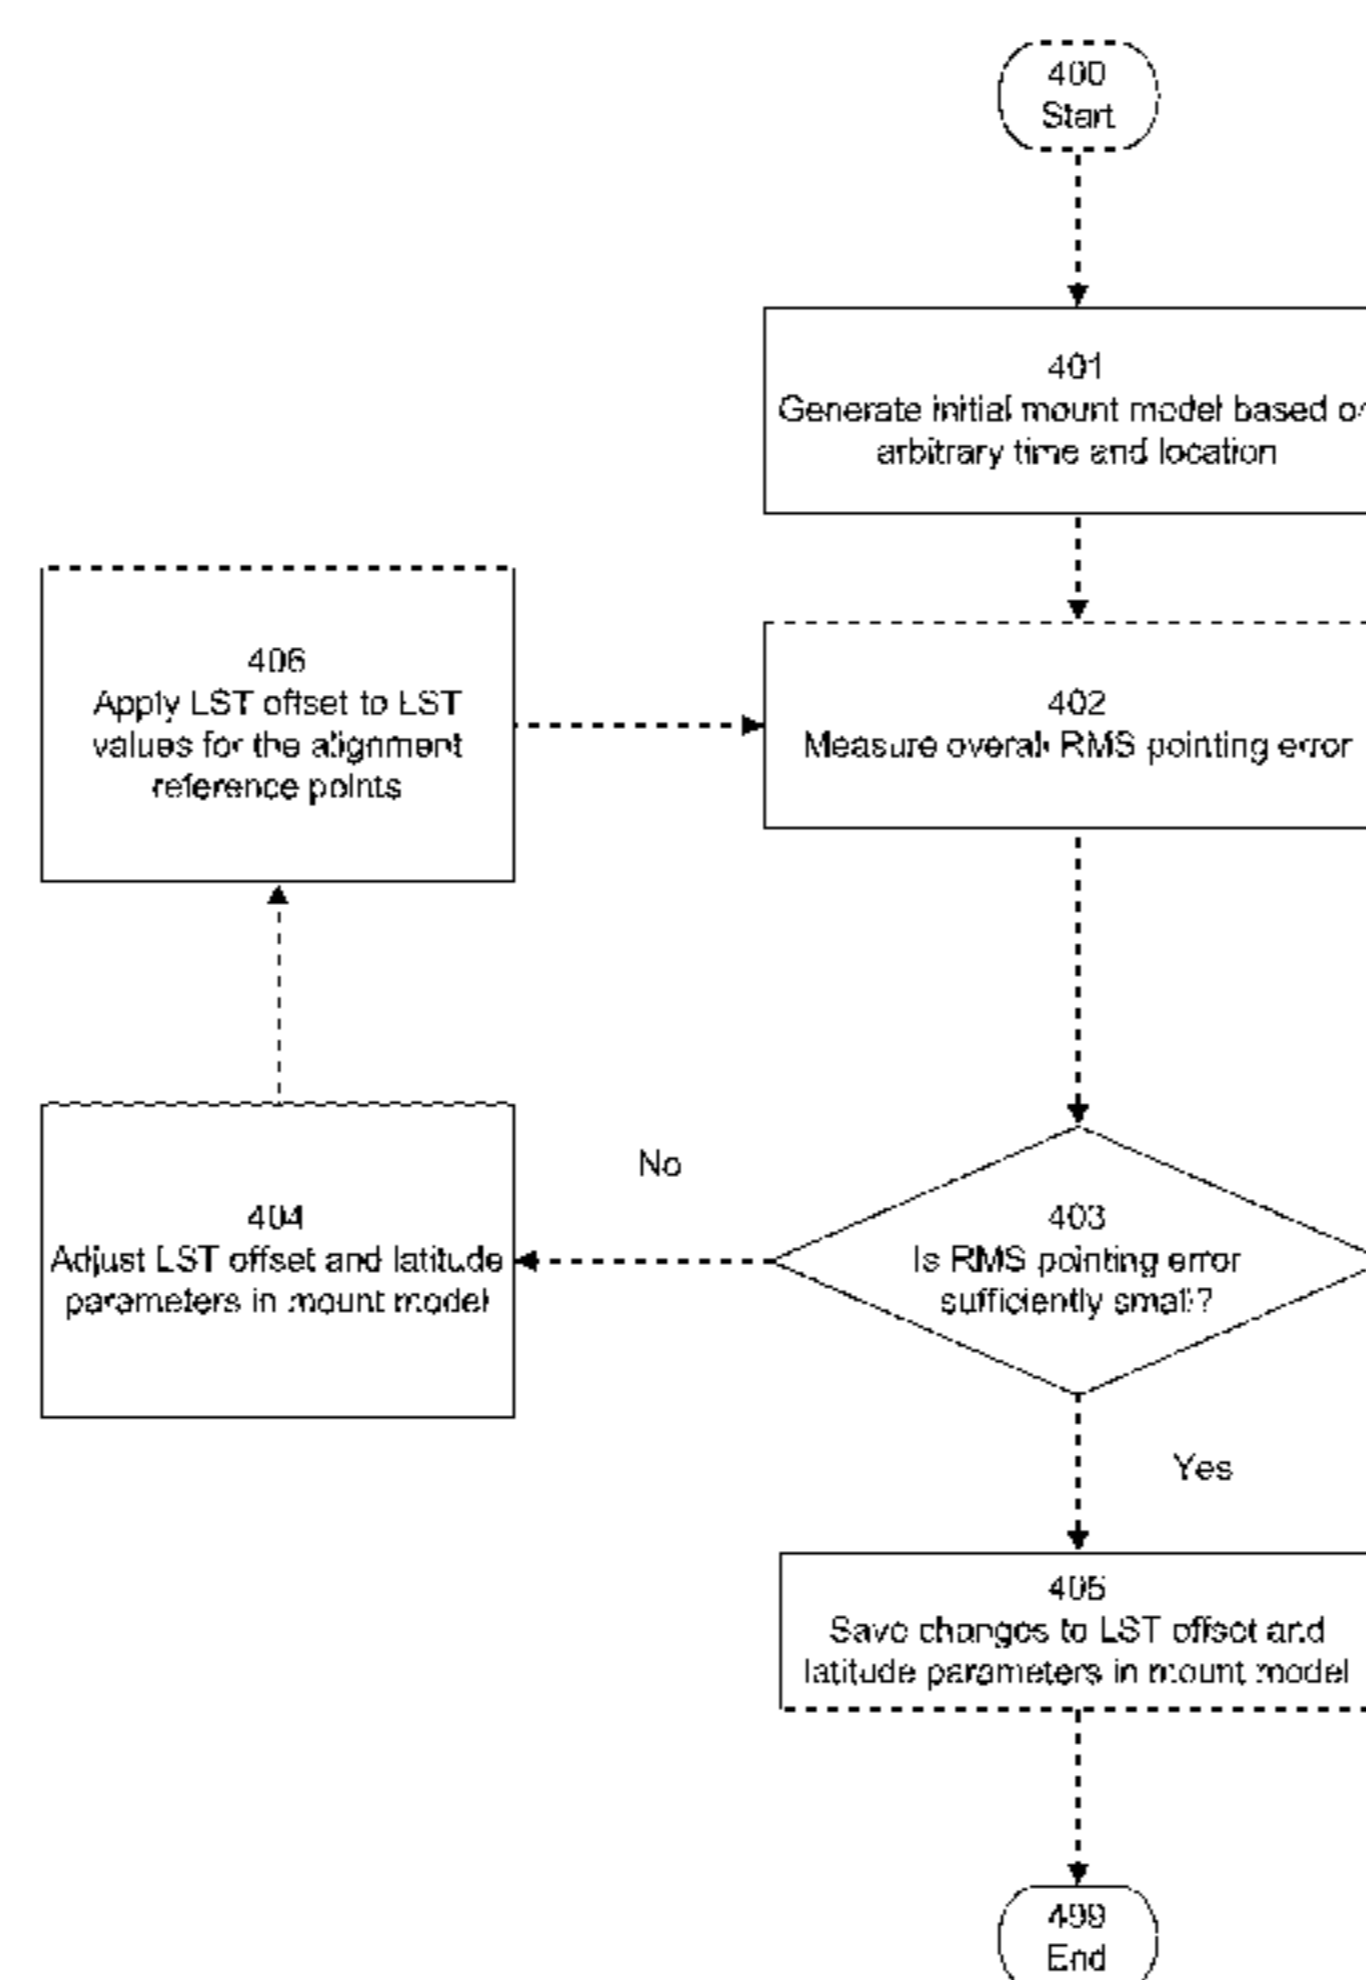 400
Start
401
Generate initial mount model based on
arbitrary time and location
406
Apply LST offset to LST
values for the alignment
reference points
402
Measure overall RMS pointing error
No
404
Adjust LST offset and latitude
parameters in mount model
403
Is RMS pointing error
sufficiently small?
Yes
405
Save changes to LST offset and
latitude parameters in mount model
499
End